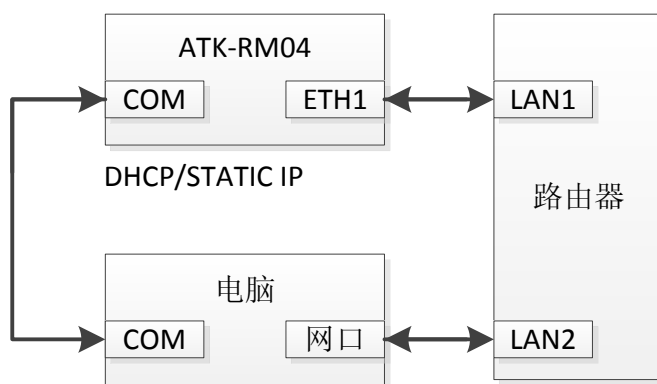 ATK-RM04
COM
ETH1
LAN1
DHCP/STATIC IP
路由器
电脑
COM
网口
LAN2